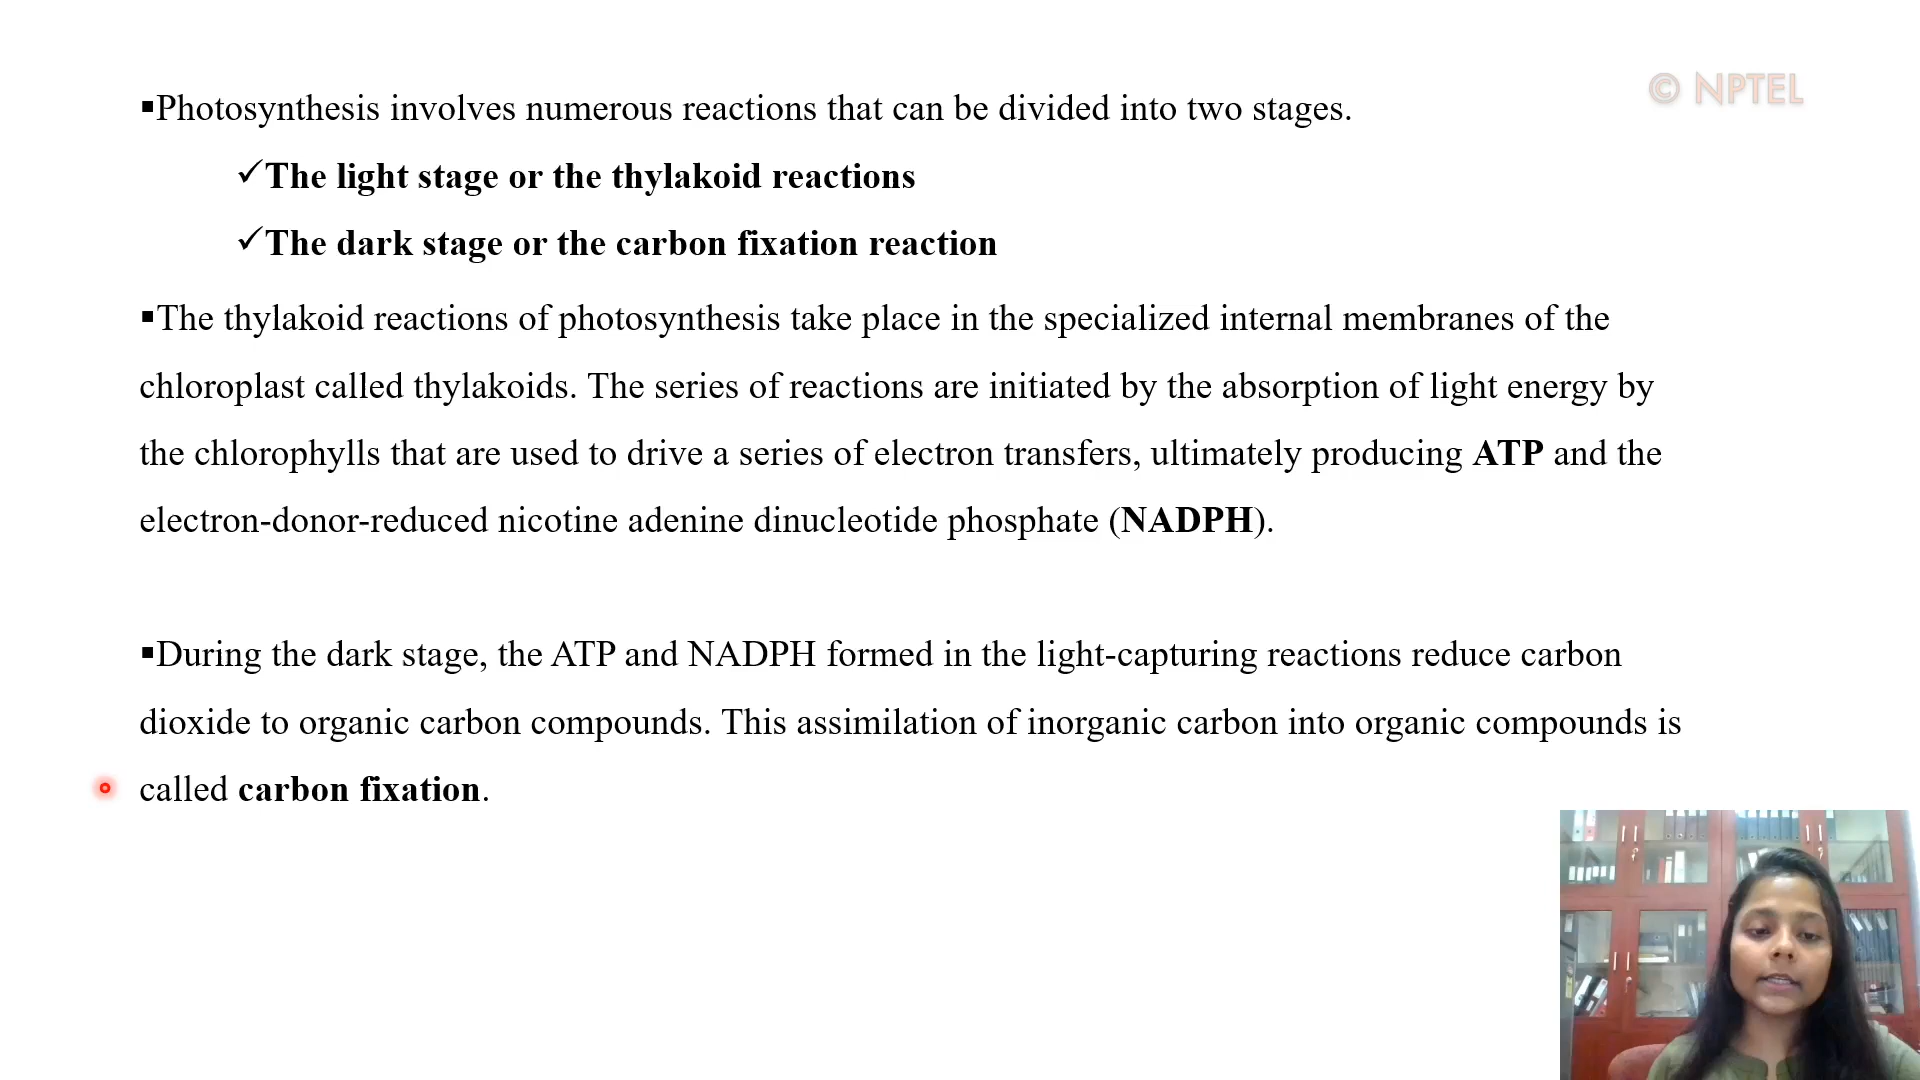 © NPTEL
▪Photosynthesis involves numerous reactions that can be divided into two stages.
✓The light stage or the thylakoid reactions
✓The dark stage or the carbon fixation reaction
▪The thylakoid reactions of photosynthesis take place in the specialized internal membranes of the
chloroplast called thylakoids. The series of reactions are initiated by the absorption of light energy by
the chlorophylls that are used to drive a series of electron transfers, ultimately producing ATP and the
electron-donor-reduced nicotine adenine dinucleotide phosphate (NADPH).
▪During the dark stage, the ATP and NADPH formed in the light-capturing reactions reduce carbon
dioxide to organic carbon compounds. This assimilation of inorganic carbon into organic compounds is
called carbon fixation.